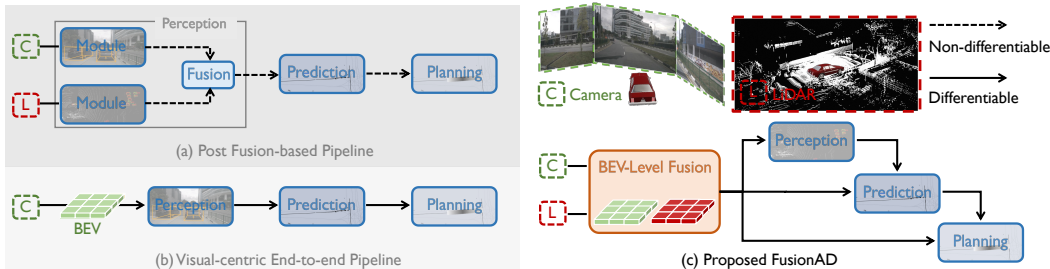 Perception
C
Module
Fusion
Prediction
Planning
L
Module
(a) Post Fusion-based Pipeline
C
BEV
Perception
Prediction
Planning
(b) Visual-centric End-to-end Pipeline
C Camera
L LiDAR
Non-differentiable
Differentiable
C
L
BEV-Level Fusion
Perception
Prediction
Planning
(c) Proposed FusionAD